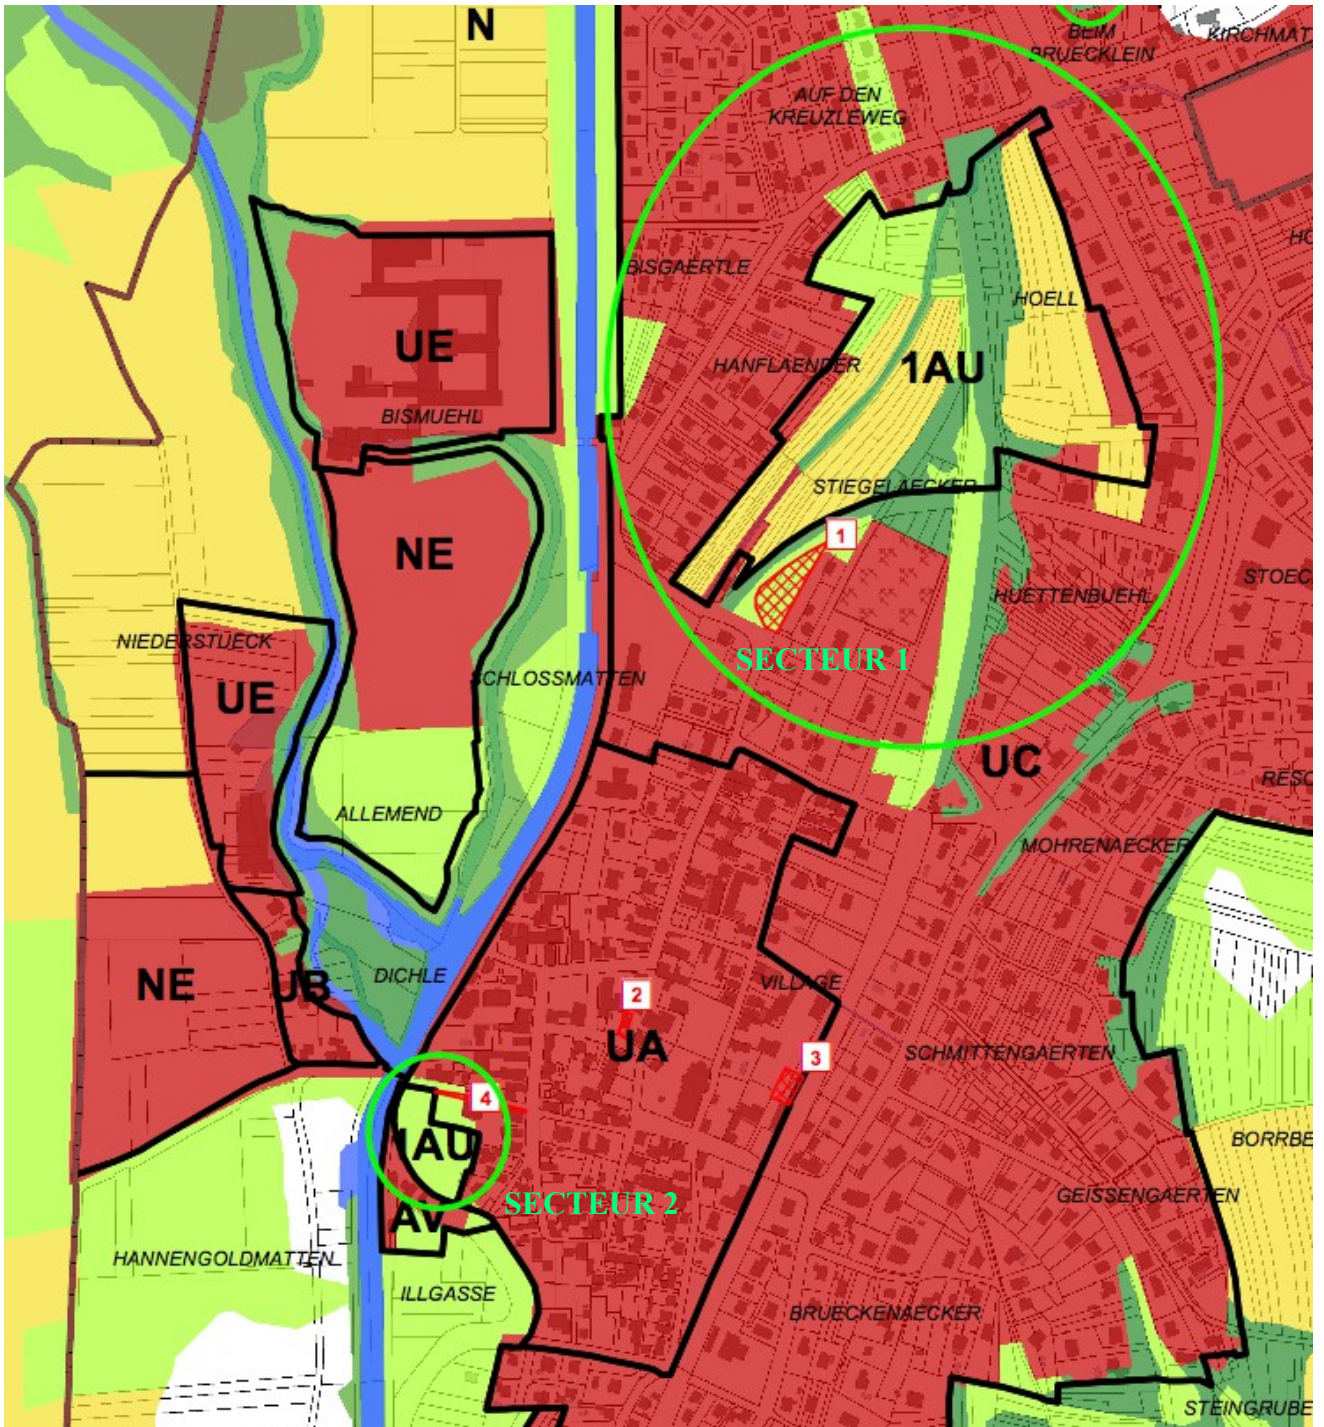 N
BEIM
BRUECKLEIN
KIRCHMAT
AUF DEN
KREUZLEWEG
BISGAERTLE
HO
HOELL
UE
HANFLAENDER
1AU
BISMUEHL
STIEGELAECKER
1
NE
STOEC
HUETTENBUEHL
NIEDERSTUECK
SECTEUR 1
SCHLOSSMATTEN
UE
UC
RESC
ALLEMEND
MOHRENAECKER
DICHLE
VILLAGE
NE
UB
2
UA
3
SCHMITTENGAERTEN
4
1AU
BORRBE
GEISSENGAERTEN
SECTEUR 2
AV
HANNENGOLDMATTEN
ILLGASSE
BRUECKENAECKER
STEINGRUBE